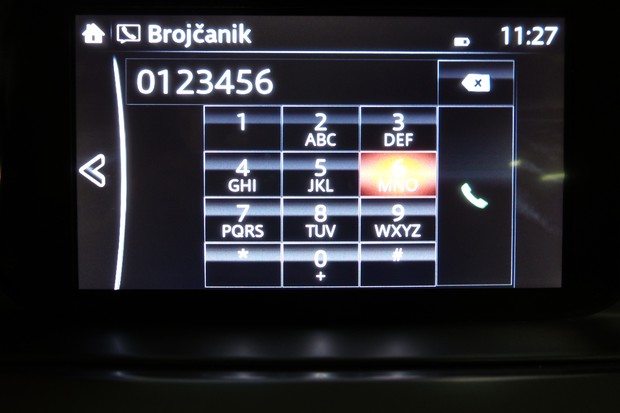 Brojčanik 11:27
0123456
1 2 3
ABC DEF
4 5 6
GHI JKL MNO
7 8 9
PQRS TUV WXYZ
* 0 #
+